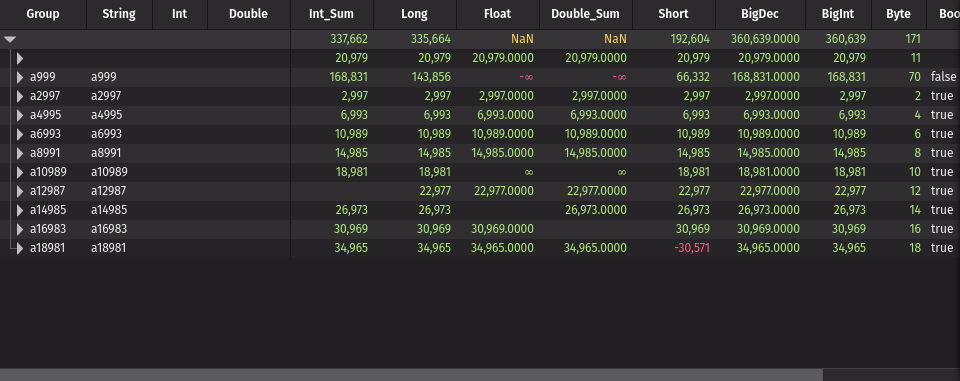 Group String Int Double Int_Sum Long Float Double_Sum Short BigDec BigInt Byte Boo
337,662 335,664 NaN NaN 192,604 360,639.0000 360,639 171
20,979 20,979 20,979.0000 20,979.0000 20,979 20,979.0000 20,979 11
a999 a999 168,831 143,856 -∞ -∞ 66,332 168,831.0000 168,831 70 false
a2997 a2997 2,997 2,997 2,997.0000 2,997.0000 2,997 2,997.0000 2,997 2 true
a4995 a4995 6,993 6,993 6,993.0000 6,993.0000 6,993 6,993.0000 6,993 4 true
a6993 a6993 10,989 10,989 10,989.0000 10,989.0000 10,989 10,989.0000 10,989 6 true
a8991 a8991 14,985 14,985 14,985.0000 14,985.0000 14,985 14,985.0000 14,985 8 true
a10989 a10989 18,981 18,981 ∞ ∞ 18,981 18,981.0000 18,981 10 true
a12987 a12987 22,977 22,977.0000 22,977.0000 22,977 22,977.0000 22,977 12 true
a14985 a14985 26,973 26,973 26,973.0000 26,973 26,973.0000 26,973 14 true
a16983 a16983 30,969 30,969 30,969.0000 30,969 30,969.0000 30,969 16 true
a18981 a18981 34,965 34,965 34,965.0000 34,965.0000 -30,571 34,965.0000 34,965 18 true